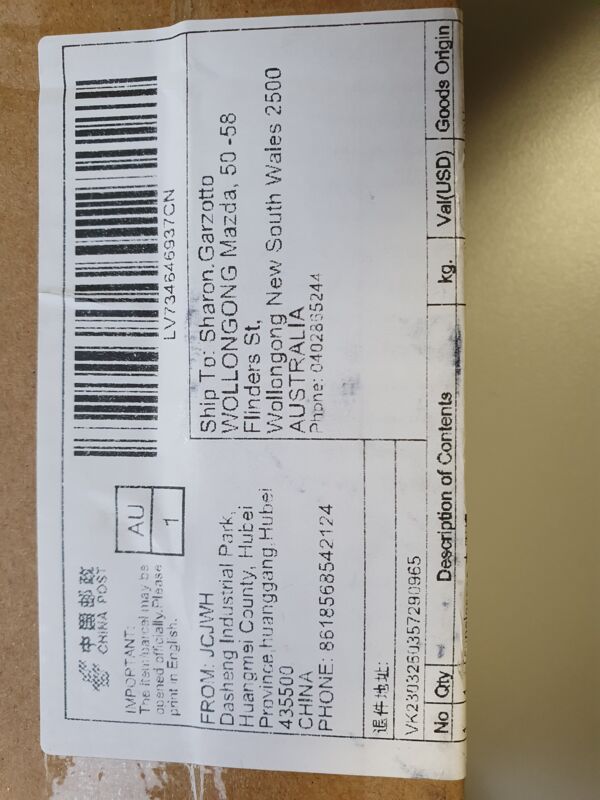 中国邮政
CHINA POST
IMPORTANT:
The item/parcel may be
opened officially.Please
print in English.
AU
1
LV734646937CN
FROM: JCJWH
Dasheng Industrial Park,
Huangmei County, Hubei
Province,huanggang,Hubei
435500
CHINA
PHONE: 8618568542124
Ship To: Sharon.Garzotto
WOLLONGONG Mazda, 50 -58
Flinders St,
Wollongong New South Wales 2500
AUSTRALIA
Phone: 0402865244
退件地址:
VK2303260357290965
No Qty Description of Contents kg. Val(USD) Goods Origin